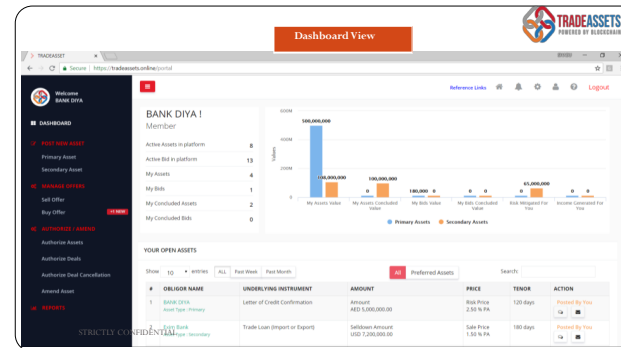 Dashboard View
TRADEASSETS
POWERED BY BLOCKCHAIN
TRADEASSET
Secure | https://tradeassets.online/portal
Welcome
BANK DIYA
Reference Links
Logout
DASHBOARD
POST NEW ASSET
Primary Asset
Secondary Asset
MANAGE OFFERS
Sell Offer
Buy Offer
+1 NEW
AUTHORIZE / AMEND
Authorize Assets
Authorize Deals
Authorize Deal Cancellation
Amend Asset
REPORTS
BANK DIYA !
Member
Active Assets in platform 8
Active Bid in platform 13
My Assets 4
My Bids 1
My Concluded Assets 2
My Concluded Bids 0
Values
600M
400M
200M
0
500,000,000
104,000,000
0
100,000,000
100,000 0
0 0
0
65,000,000
0 0
My Assets Value
My Assets Concluded Value
My Bids Value
My Bids Concluded Value
Risk Mitigated For You
Income Generated For You
Primary Assets Secondary Assets
YOUR OPEN ASSETS
Show 10 entries ALL Past Week Past Month All Preferred Assets Search:
# OBLIGOR NAME UNDERLYING INSTRUMENT AMOUNT PRICE TENOR ACTION
1 BANK DIYA Letter of Credit Confirmation Amount Risk Price 120 days Posted By You
Asset Type : Primary AED 5,000,000.00 2.50 % PA
2 Exim Bank Trade Loan (Import or Export) Selldown Amount Sale Price 180 days Posted By You
Asset Type : Secondary USD 7,200,000.00 1.50 % PA
STRICTLY CONFIDENTIAL